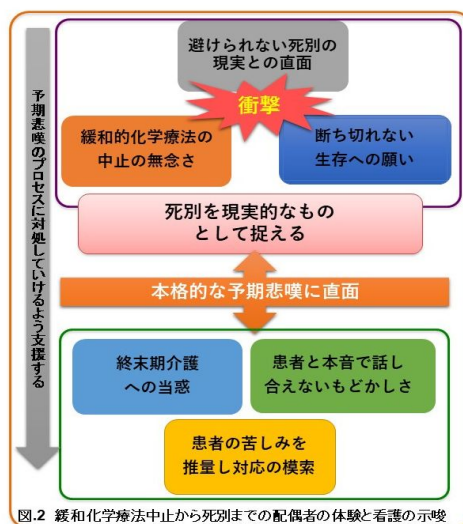 予期悲嘆のプロセスに対処していけるよう支援する
避けられない死別の
現実との直面
衝撃
緩和的化学療法の
中止の無念さ
断ち切れない
生存への願い
死別を現実的なもの
として捉える
本格的な予期悲嘆に直面
終末期介護
への当惑
患者と本音で話し
合えないもどかしさ
患者の苦しみを
推量し対応の模索
図.2 緩和化学療法中止から死別までの配偶者の体験と看護の示唆